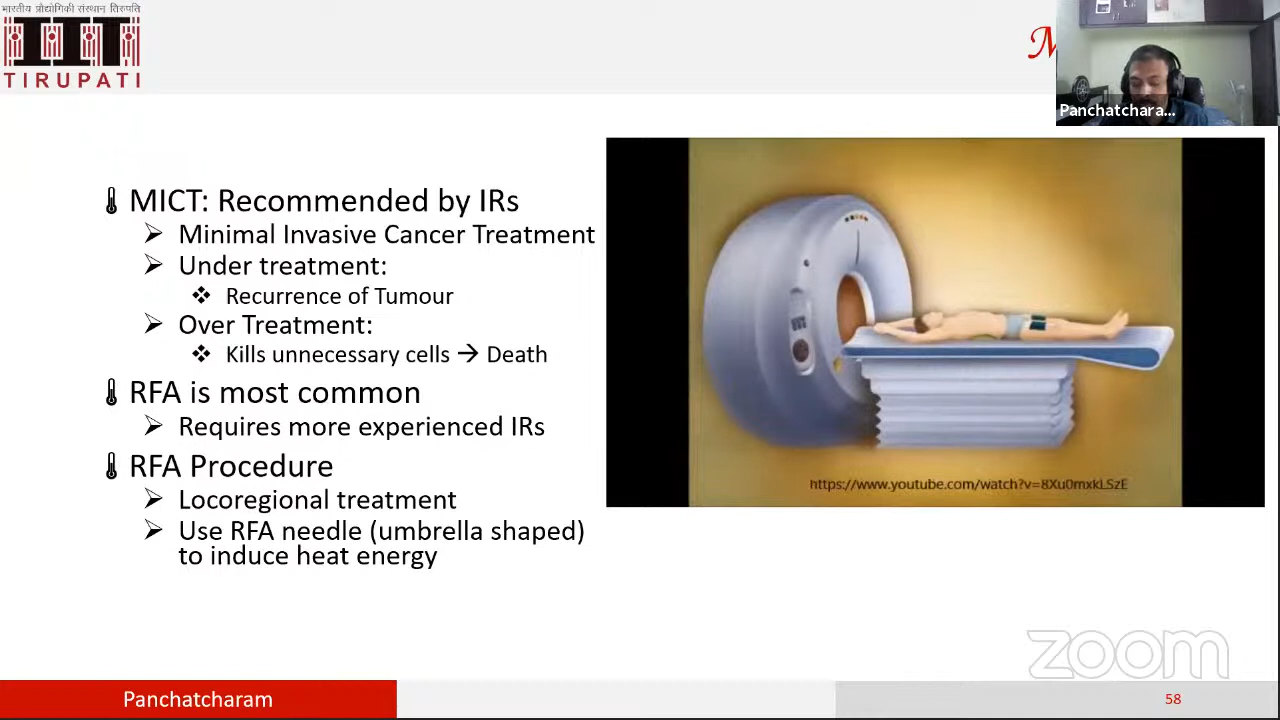 भारतीय प्रौद्योगिकी संस्थान तिरुपति
TIRUPATI
Panchatchara...
MICT: Recommended by IRs
Minimal Invasive Cancer Treatment
Under treatment:
Recurrence of Tumour
Over Treatment:
Kills unnecessary cells → Death
RFA is most common
Requires more experienced IRs
RFA Procedure
Locoregional treatment
Use RFA needle (umbrella shaped)
to induce heat energy
https://www.youtube.com/watch?v=8Xu0mxkLSzE
zoom
Panchatcharam
58